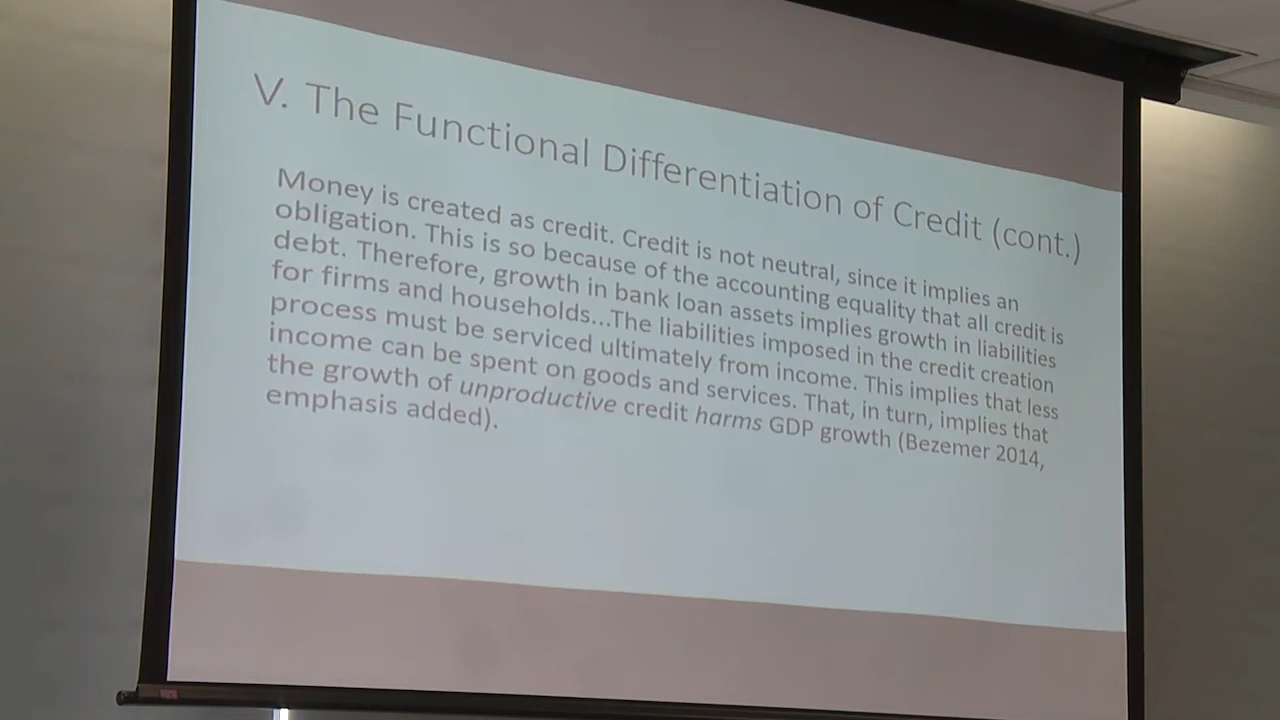 V. The Functional Differentiation of Credit (cont.)
Money is created as credit. Credit is not neutral, since it implies an
obligation. This is so because of the accounting equality that all credit is
debt. Therefore, growth in bank loan assets implies growth in liabilities
for firms and households...The liabilities imposed in the credit creation
process must be serviced ultimately from income. This implies that less
income can be spent on goods and services. That, in turn, implies that
the growth of unproductive credit harms GDP growth (Bezemer 2014,
emphasis added).